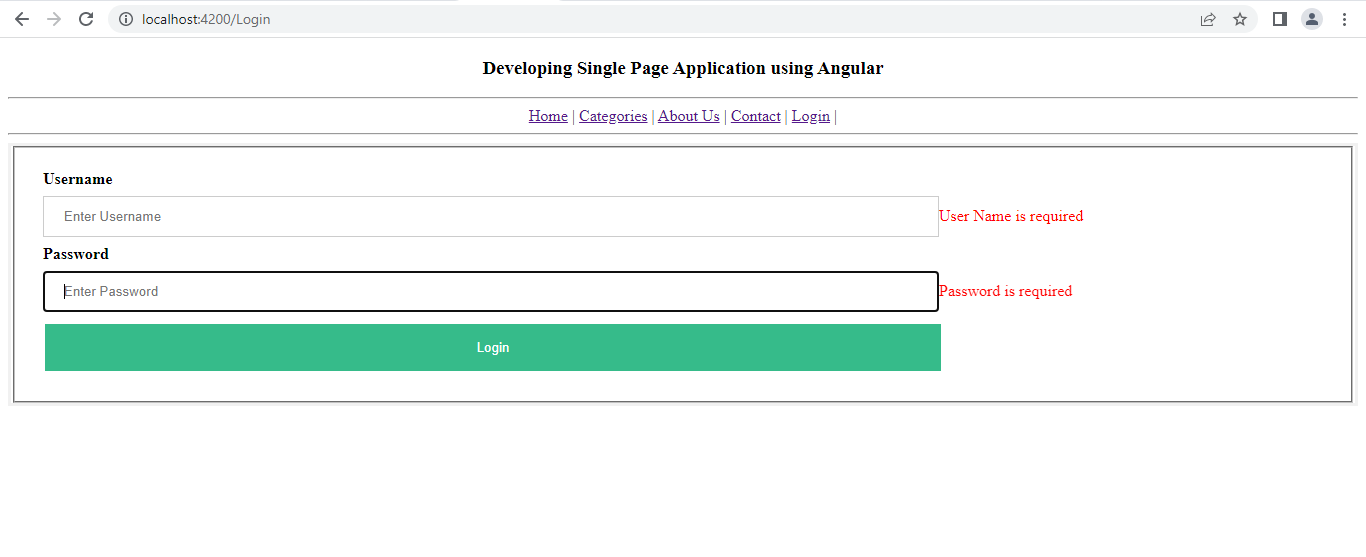 localhost:4200/Login
Developing Single Page Application using Angular
Home | Categories | About Us | Contact | Login |
Username
Enter Username User Name is required
Password
Enter Password Password is required
Login